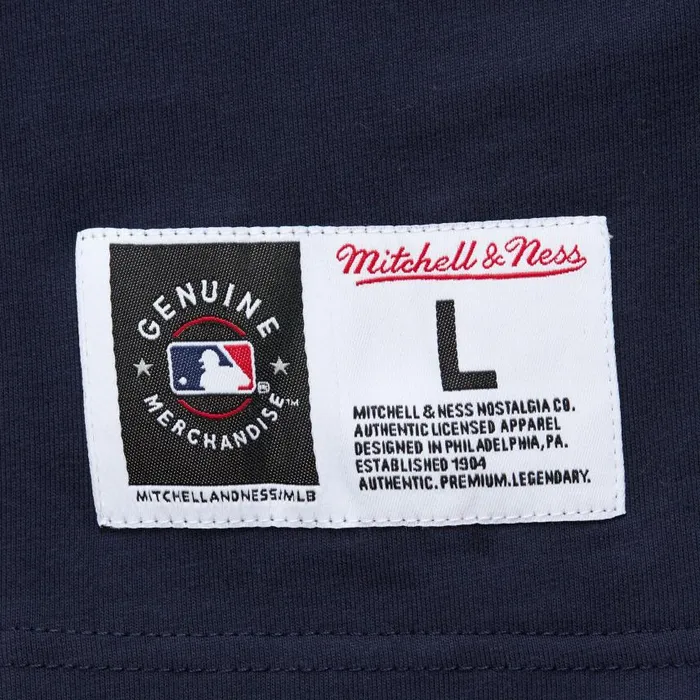 GENUINE
MERCHANDISE™
®
MITCHELLANDNESS/MLB
Mitchell & Ness
L
MITCHELL & NESS NOSTALGIA CO.
AUTHENTIC LICENSED APPAREL
DESIGNED IN PHILADELPHIA, PA.
ESTABLISHED 1904
AUTHENTIC. PREMIUM. LEGENDARY.